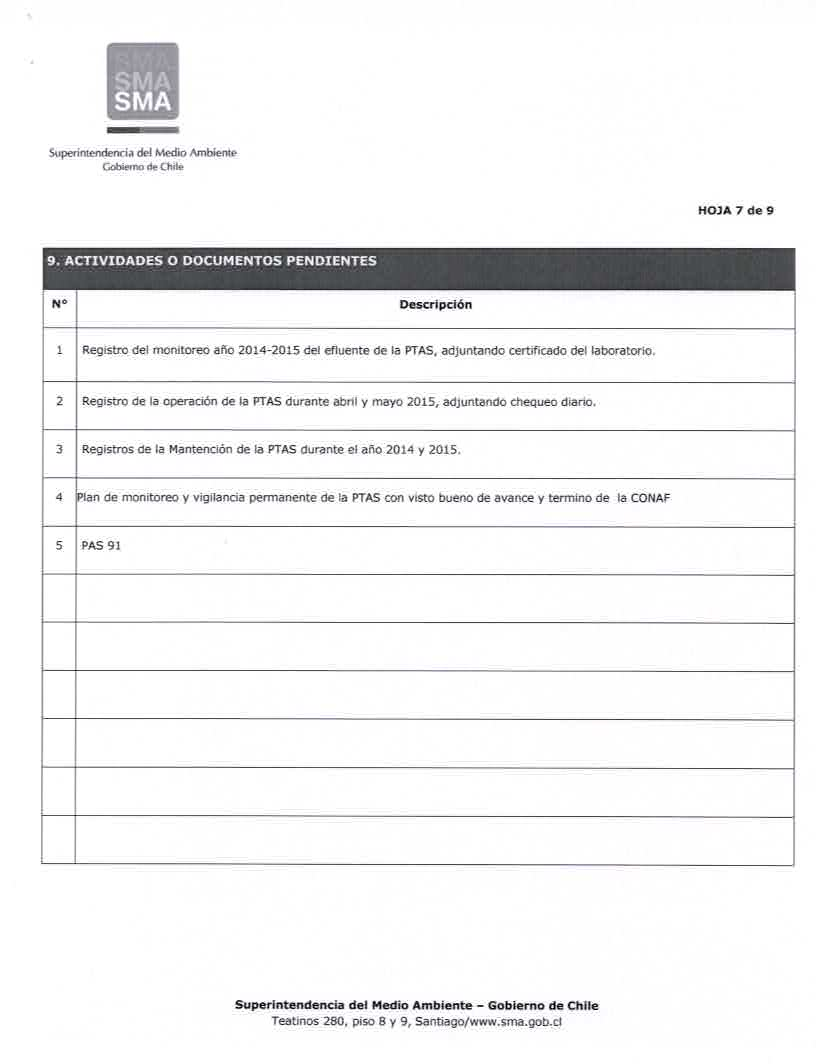 SMA
SMA
SMA
Superintendencia del Medio Ambiente
Gobierno de Chile
HOJA 7 de 9
9. ACTIVIDADES O DOCUMENTOS PENDIENTES
N° Descripción
1 Registro del monitoreo año 2014-2015 del efluente de la PTAS, adjuntando certificado del laboratorio.
2 Registro de la operación de la PTAS durante abril y mayo 2015, adjuntando chequeo diario.
3 Registros de la Mantención de la PTAS durante el año 2014 y 2015.
4 Plan de monitoreo y vigilancia permanente de la PTAS con visto bueno de avance y termino de la CONAF
5 PAS 91
Superintendencia del Medio Ambiente – Gobierno de Chile
Teatinos 280, piso 8 y 9, Santiago/www.sma.gob.cl